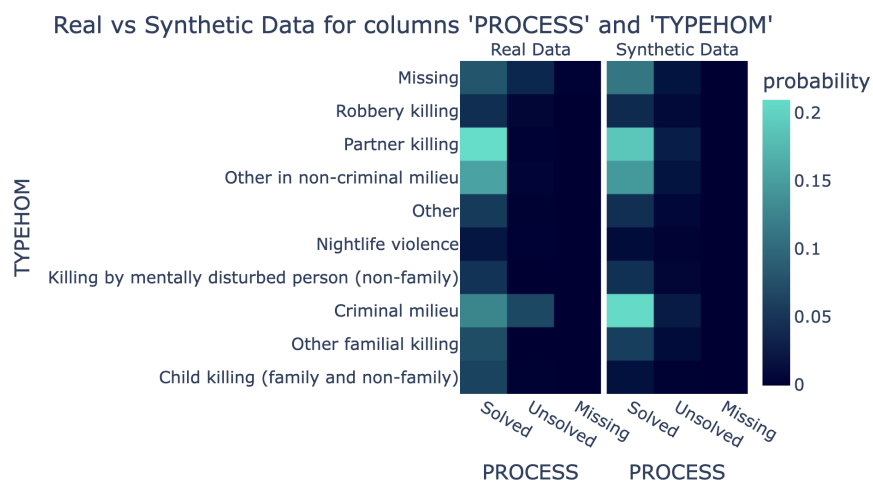 Real vs Synthetic Data for columns 'PROCESS' and 'TYPEHOM'
Real Data
Synthetic Data
probability
TYPEHOM
Missing
Robbery killing
Partner killing
Other in non-criminal milieu
Other
Nightlife violence
Killing by mentally disturbed person (non-family)
Criminal milieu
Other familial killing
Child killing (family and non-family)
0.2
0.15
0.1
0.05
0
Solved
Unsolved
Missing
Solved
Unsolved
Missing
PROCESS
PROCESS